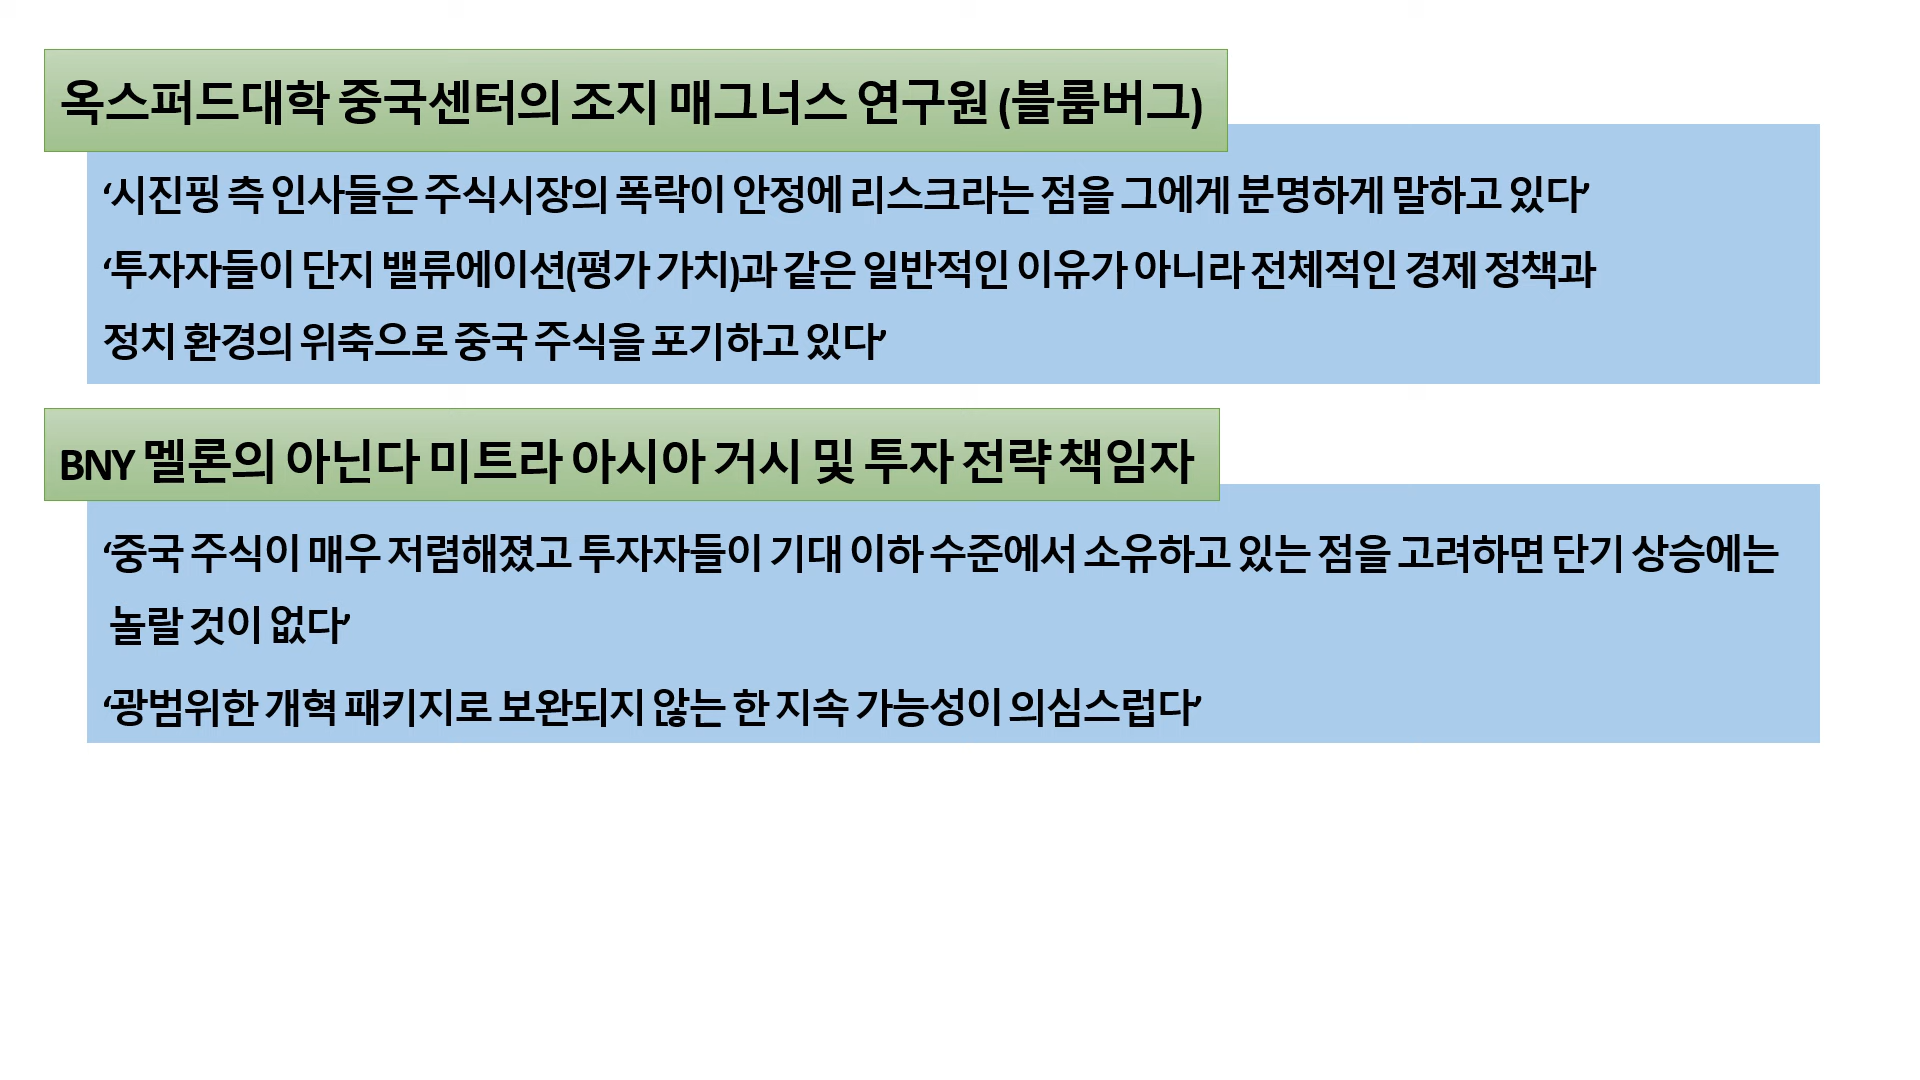 옥스퍼드대학 중국센터의 조지 매그너스 연구원 (블룸버그)
‘시진핑 측 인사들은 주식시장의 폭락이 안정에 리스크라는 점을 그에게 분명하게 말하고 있다’
‘투자자들이 단지 밸류에이션(평가 가치)과 같은 일반적인 이유가 아니라 전체적인 경제 정책과
정치 환경의 위축으로 중국 주식을 포기하고 있다’
BNY 멜론의 아닌다 미트라 아시아 거시 및 투자 전략 책임자
‘중국 주식이 매우 저렴해졌고 투자자들이 기대 이하 수준에서 소유하고 있는 점을 고려하면 단기 상승에는
놀랄 것이 없다’
‘광범위한 개혁 패키지로 보완되지 않는 한 지속 가능성이 의심스럽다’